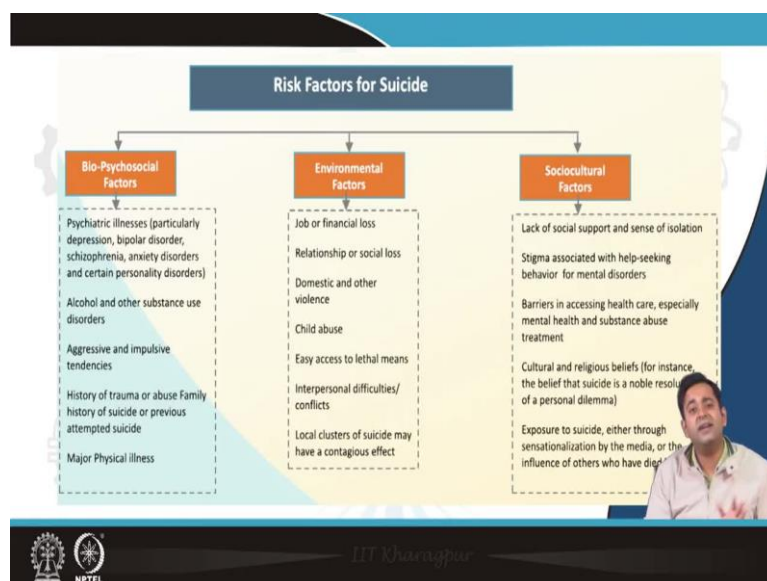 Risk Factors for Suicide
Bio-Psychosocial
Factors
Psychiatric illnesses (particularly
depression, bipolar disorder,
schizophrenia, anxiety disorders
and certain personality disorders)
Alcohol and other substance use
disorders
Aggressive and impulsive
tendencies
History of trauma or abuse Family
history of suicide or previous
attempted suicide
Major Physical illness
Environmental
Factors
Job or financial loss
Relationship or social loss
Domestic and other
violence
Child abuse
Easy access to lethal means
Interpersonal difficulties/
conflicts
Local clusters of suicide may
have a contagious effect
Sociocultural
Factors
Lack of social support and sense of isolation
Stigma associated with help-seeking
behavior for mental disorders
Barriers in accessing health care, especially
mental health and substance abuse
treatment
Cultural and religious beliefs (for instance,
the belief that suicide is a noble
of a personal dilemma)
Exposure to suicide, either through
sensationalization by the media, or the
influence of others who have died
IIT Kharagpur
NPTEL